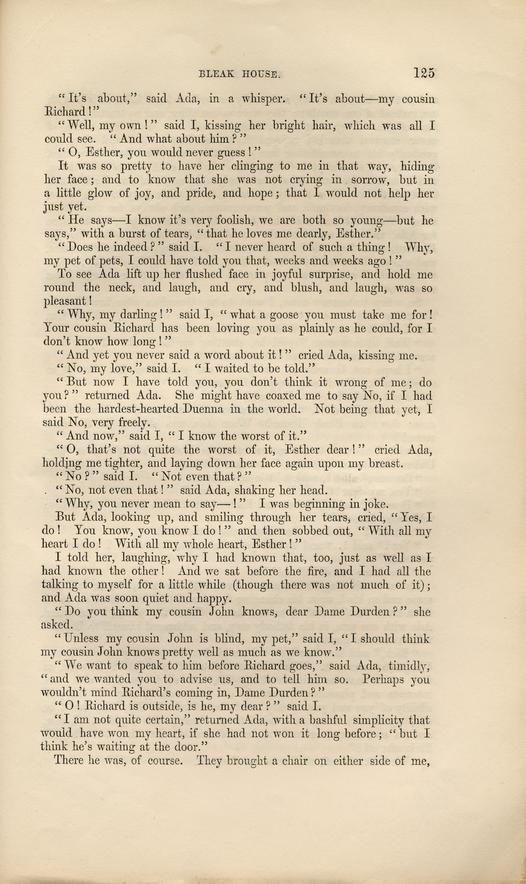 BLEAK HOUSE. 125
"It's about," said Ada, in a whisper. "It's about—my cousin
Richard!"
"Well, my own!" said I, kissing her bright hair, which was all I
could see. "And what about him?"
"O, Esther, you would never guess!"
It was so pretty to have her clinging to me in that way, hiding
her face; and to know that she was not crying in sorrow, but in
a little glow of joy, and pride, and hope; that I would not help her
just yet.
"He says—I know it's very foolish, we are both so young—but he
says," with a burst of tears, "that he loves me dearly, Esther."
"Does he indeed?" said I. "I never heard of such a thing! Why,
my pet of pets, I could have told you that, weeks and weeks ago!"
To see Ada lift up her flushed face in joyful surprise, and hold me
round the neck, and laugh, and cry, and blush, and laugh, was so
pleasant!
"Why, my darling!" said I, "what a goose you must take me for!
Your cousin Richard has been loving you as plainly as he could, for I
don't know how long!"
"And yet you never said a word about it!" cried Ada, kissing me.
"No, my love," said I. "I waited to be told."
"But now I have told you, you don't think it wrong of me; do
you?" returned Ada. She might have coaxed me to say No, if I had
been the hardest-hearted Duenna in the world. Not being that yet, I
said No, very freely.
"And now," said I, "I know the worst of it."
"O, that's not quite the worst of it, Esther dear!" cried Ada,
holding me tighter, and laying down her face again upon my breast.
"No?" said I. "Not even that?"
"No, not even that!" said Ada, shaking her head.
"Why, you never mean to say—!" I was beginning in joke.
But Ada, looking up, and smiling through her tears, cried, "Yes, I
do! You know, you know I do!" and then sobbed out, "With all my
heart I do! With all my whole heart, Esther!"
I told her, laughing, why I had known that, too, just as well as I
had known the other! And we sat before the fire, and I had all the
talking to myself for a little while (though there was not much of it);
and Ada was soon quiet and happy.
"Do you think my cousin John knows, dear Dame Durden?" she
asked.
"Unless my cousin John is blind, my pet," said I, "I should think
my cousin John knows pretty well as much as we know."
"We want to speak to him before Richard goes," said Ada, timidly,
"and we wanted you to advise us, and to tell him so. Perhaps you
wouldn't mind Richard's coming in, Dame Durden?"
"O! Richard is outside, is he, my dear?" said I.
"I am not quite certain," returned Ada, with a bashful simplicity that
would have won my heart, if she had not won it long before; "but I
think he's waiting at the door."
There he was, of course. They brought a chair on either side of me,